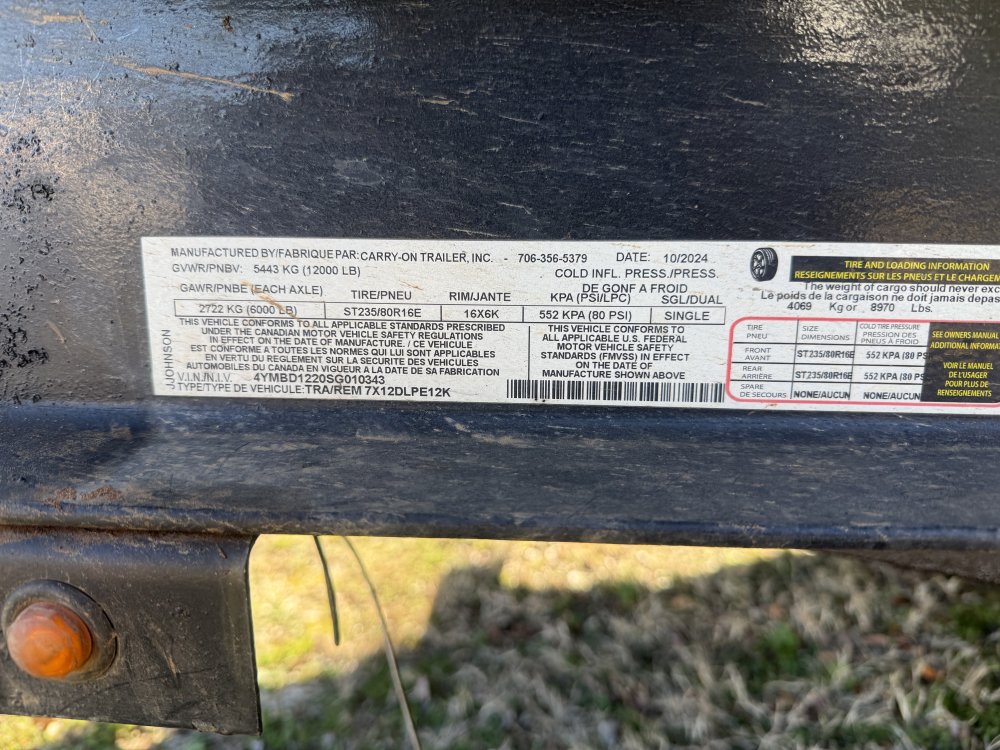 MANUFACTURED BY/FABRIQUE PAR: CARRY-ON TRAILER, INC. - 706-356-5379 DATE: 10/2024
GVWR/PNBV: 5443 KG (12000 LB)
COLD INFL. PRESS./PRESS.
DE GONF A FROID
GAWR/PNBE (EACH AXLE) TIRE/PNEU RIM/JANTE KPA (PSI/LPC) SGL/DUAL
2722 KG (6000 LB) ST235/80R16E 16X6K 552 KPA (80 PSI) SINGLE
THIS VEHICLE CONFORMS TO ALL APPLICABLE STANDARDS PRESCRIBED
UNDER THE CANADIAN MOTOR VEHICLE SAFETY REGULATIONS
IN EFFECT ON THE DATE OF MANUFACTURE. / CE VEHICULE
EST CONFORME A TOUTES LES NORMES QUI LUI SONT APPLICABLES
EN VERTU DU REGLEMENT SUR LA SECURITE DES VEHICULES
AUTOMOBILES DU CANADA EN VIGUEUR A LA DATE DE SA FABRICATION
V.I.N./N.I.V. 4YMBD1220SG010343
TYPE/TYPE DE VEHICULE: TRA/REM 7X12DLPE12K
THIS VEHICLE CONFORMS TO
ALL APPLICABLE U.S. FEDERAL
MOTOR VEHICLE SAFETY
STANDARDS (FMVSS) IN EFFECT
ON THE DATE OF
MANUFACTURE SHOWN ABOVE
JJOHNSON
TIRE AND LOADING INFORMATION
RESEIGNEMENTS SUR LES PNEUS ET LE CHARGEM
The weight of cargo should never exc
Le poids de la cargaison ne doit jamais depas
4069 Kg or 8970 Lbs.
TIRE
PNEU
SIZE
DIMENSIONS
COLD TIRE PRESSURE
PRESSION DES
PNEUS À FROID
FRONT
AVANT
ST235/80R16E 552 KPA (80 PS
REAR
ARRIÈRE
ST235/80R16E 552 KPA (80 PS
SPARE
DE SECOURS
NONE/AUCUN NONE/AUCUN
SEE OWNERS MANUAL
ADDITIONAL INFORMAT
VOIR LE MANUEL
DE L'USAGER
POUR PLUS DE
RENSEIGNEMENTS